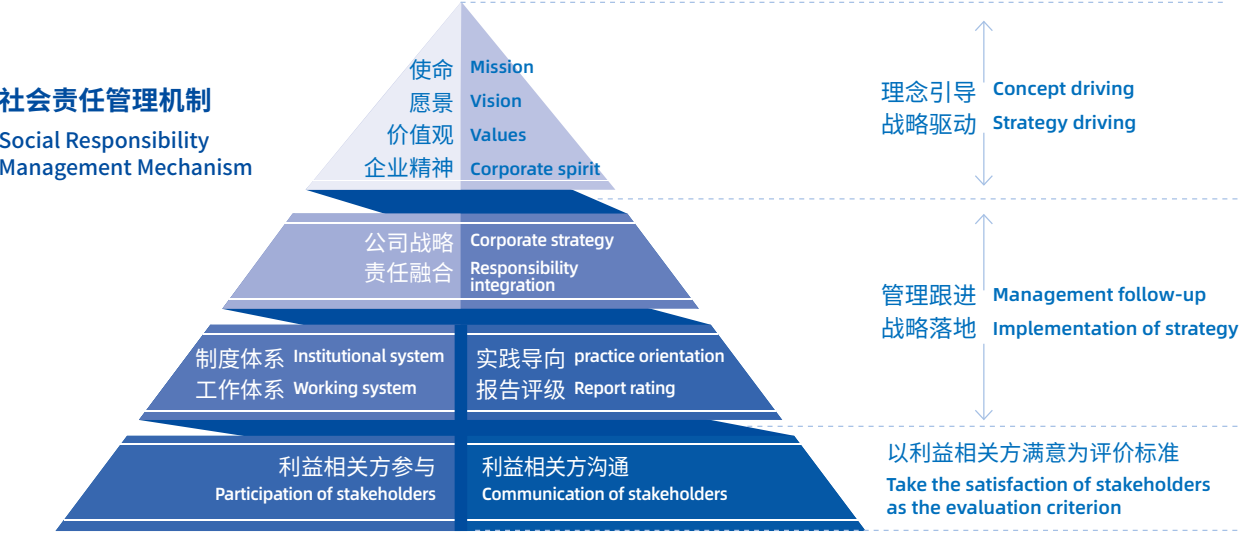 社会责任管理机制
Social Responsibility
Management Mechanism
使命 Mission
愿景 Vision
价值观 Values
企业精神 Corporate spirit
理念引导 Concept driving
战略驱动 Strategy driving
公司战略 Corporate strategy
责任融合 Responsibility
integration
管理跟进 Management follow-up
战略落地 Implementation of strategy
制度体系 Institutional system
工作体系 Working system
实践导向 practice orientation
报告评级 Report rating
利益相关方参与
Participation of stakeholders
利益相关方沟通
Communication of stakeholders
以利益相关方满意为评价标准
Take the satisfaction of stakeholders
as the evaluation criterion